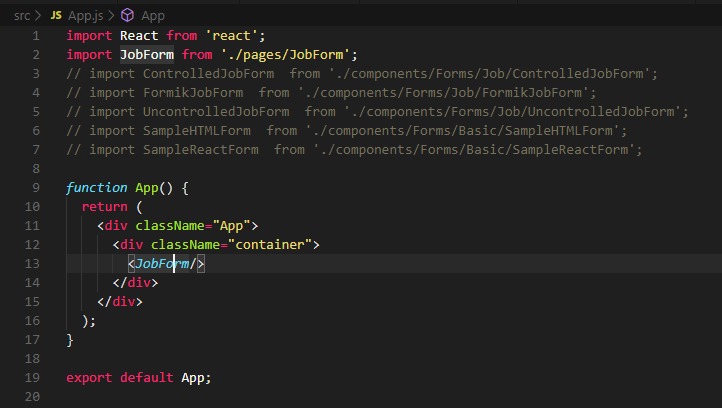 src > JS App.js > App
1 import React from 'react';
2 import JobForm from './pages/JobForm';
3 // import ControlledJobForm  from './components/Forms/Job/ControlledJobForm';
4 // import FormikJobForm  from './components/Forms/Job/FormikJobForm';
5 // import UncontrolledJobForm  from './components/Forms/Job/UncontrolledJobForm';
6 // import SampleHTMLForm  from './components/Forms/Basic/SampleHTMLForm';
7 // import SampleReactForm  from './components/Forms/Basic/SampleReactForm';
8
9 function App() {
10   return (
11     <div className="App">
12       <div className="container">
13         <JobForm/>
14       </div>
15     </div>
16   );
17 }
18
19 export default App;
20